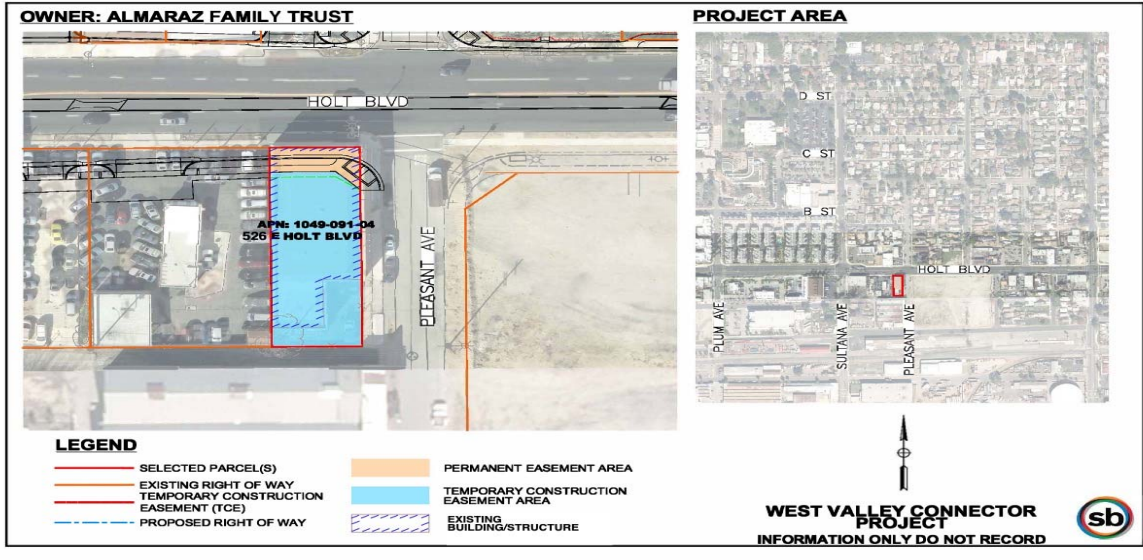 OWNER: ALMARAZ FAMILY TRUST
HOLT BLVD
APN: 1049-091-04
526 E HOLT BLVD
PLEASANT AVE
PROJECT AREA
D ST
C ST
B ST
HOLT BLVD
PLUM AVE
SULTANA AVE
PLEASANT AVE
LEGEND
SELECTED PARCEL(S)
EXISTING RIGHT OF WAY
TEMPORARY CONSTRUCTION
EASEMENT (TCE)
PROPOSED RIGHT OF WAY
PERMANENT EASEMENT AREA
TEMPORARY CONSTRUCTION
EASEMENT AREA
EXISTING
BUILDING/STRUCTURE
WEST VALLEY CONNECTOR
PROJECT
INFORMATION ONLY DO NOT RECORD
sb